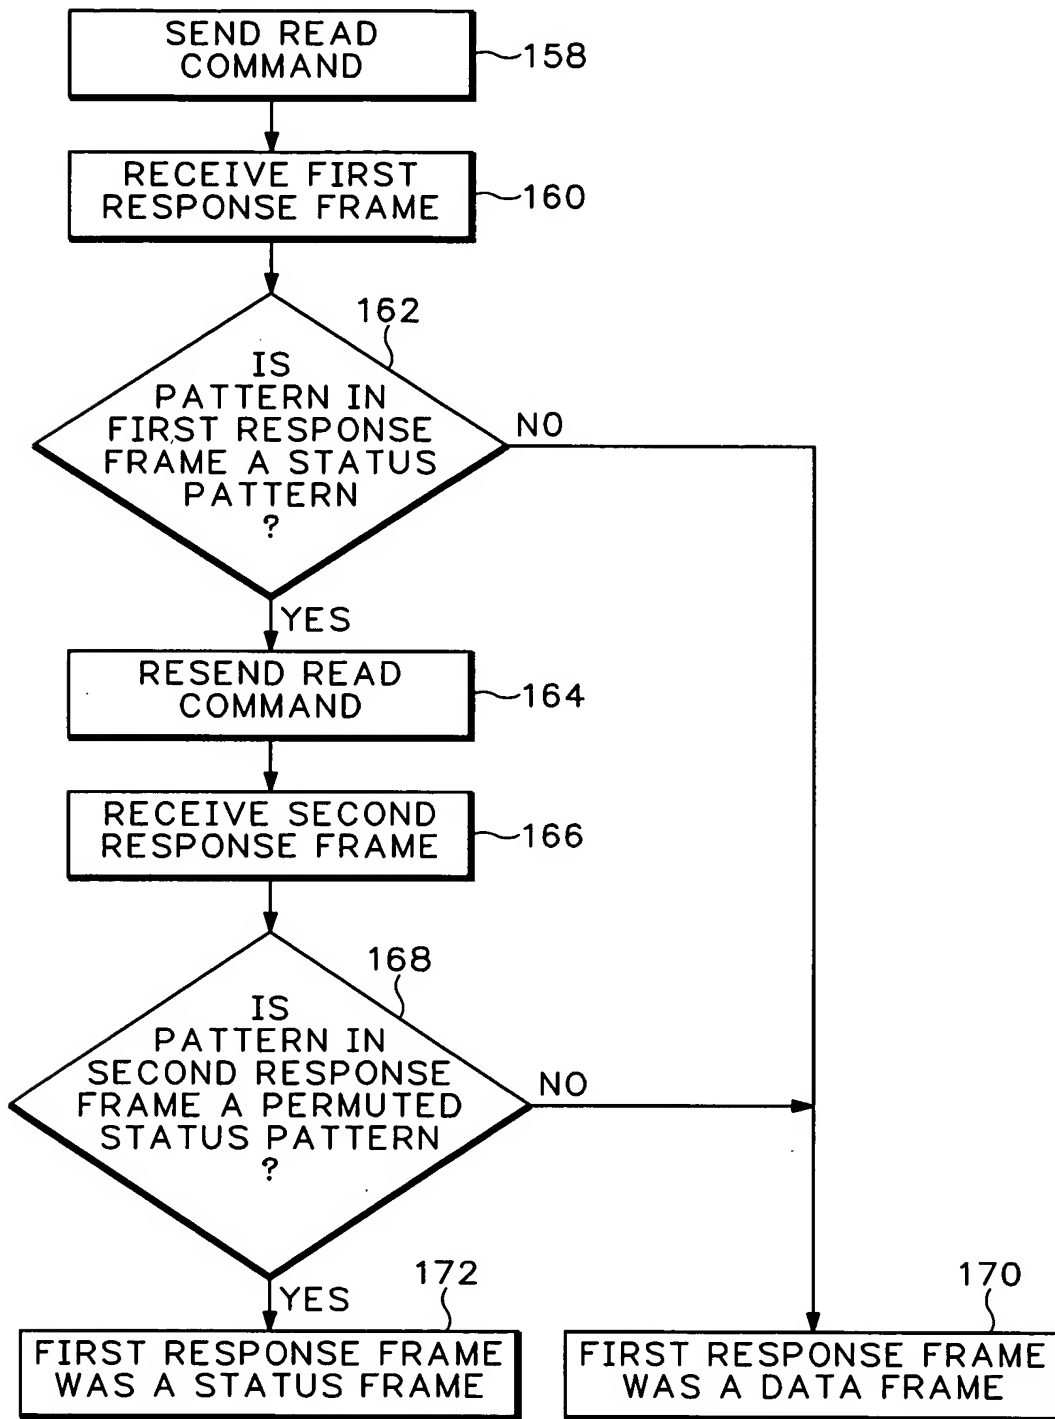 SEND READ
COMMAND
158
RECEIVE FIRST
RESPONSE FRAME
160
162
IS
PATTERN IN
FIRST RESPONSE
FRAME A STATUS
PATTERN
?
NO
YES
RESEND READ
COMMAND
164
RECEIVE SECOND
RESPONSE FRAME
166
168
IS
PATTERN IN
SECOND RESPONSE
FRAME A PERMUTED
STATUS PATTERN
?
NO
YES
172
170
FIRST RESPONSE FRAME
WAS A STATUS FRAME
FIRST RESPONSE FRAME
WAS A DATA FRAME